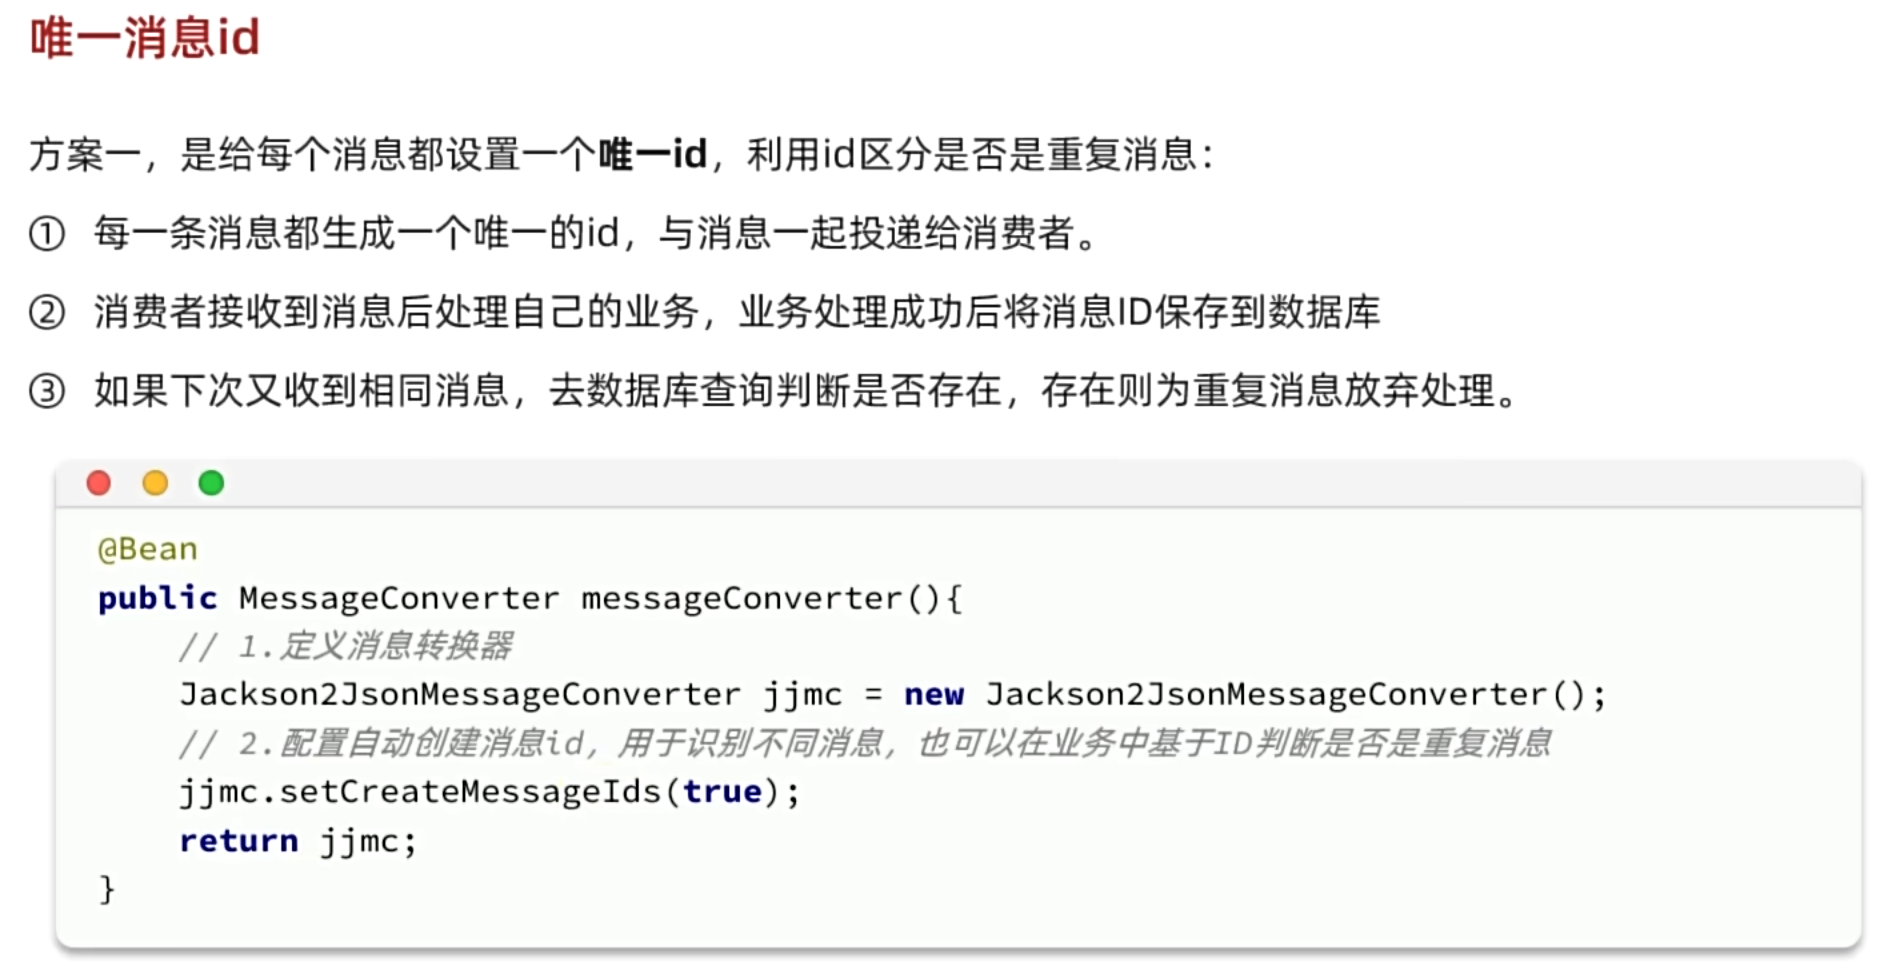 唯一消息id
方案一，是给每个消息都设置一个唯一id，利用id区分是否是重复消息：
① 每一条消息都生成一个唯一的id，与消息一起投递给消费者。
② 消费者接收到消息后处理自己的业务，业务处理成功后将消息ID保存到数据库
③ 如果下次又收到相同消息，去数据库查询判断是否存在，存在则为重复消息放弃处理。
@Bean
public MessageConverter messageConverter(){
    // 1.定义消息转换器
    Jackson2JsonMessageConverter jjmc = new Jackson2JsonMessageConverter();
    // 2.配置自动创建消息id，用于识别不同消息，也可以在业务中基于ID判断是否是重复消息
    jjmc.setCreateMessageIds(true);
    return jjmc;
}